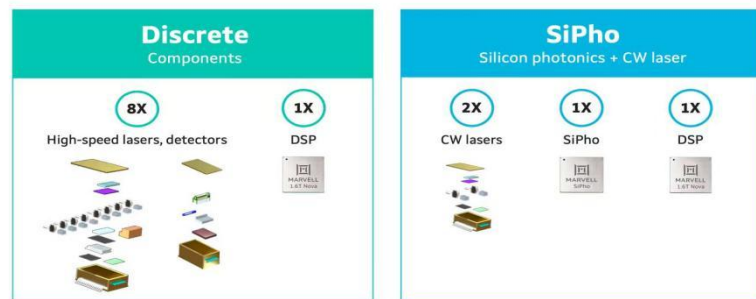 Discrete
Components
8X
High-speed lasers, detectors
1X
DSP
MARVELL
1.6T Nova
SiPho
Silicon photonics + CW laser
2X
CW lasers
1X
SiPho
MARVELL
SiPho
1X
DSP
MARVELL
1.6T Nova